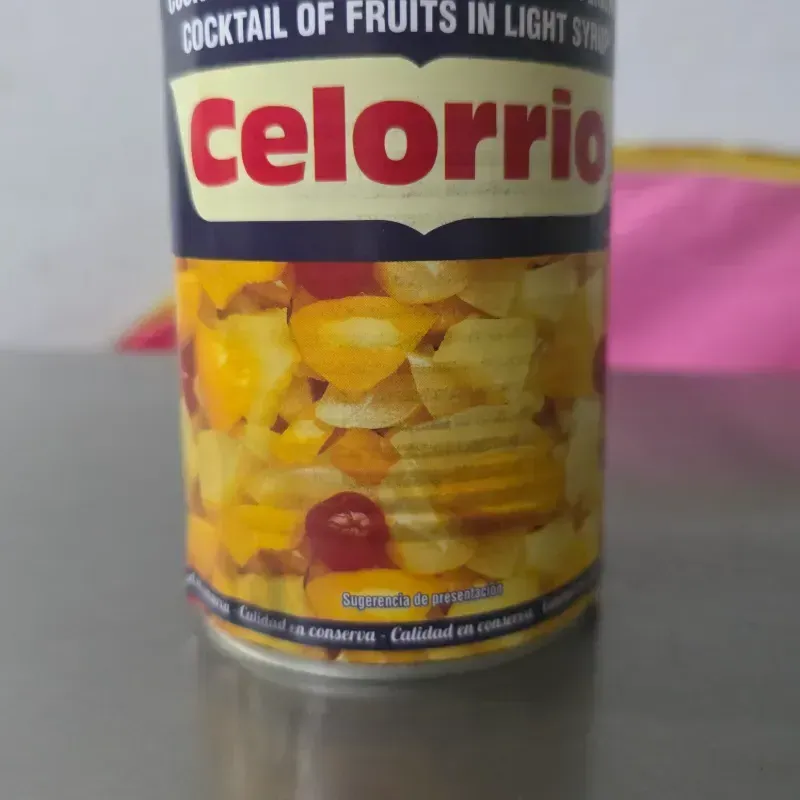 COCKTAIL OF FRUITS IN LIGHT SYRUP
Celorrio
Sugerencia de presentación
Calidad en conserva - Calidad en conserva